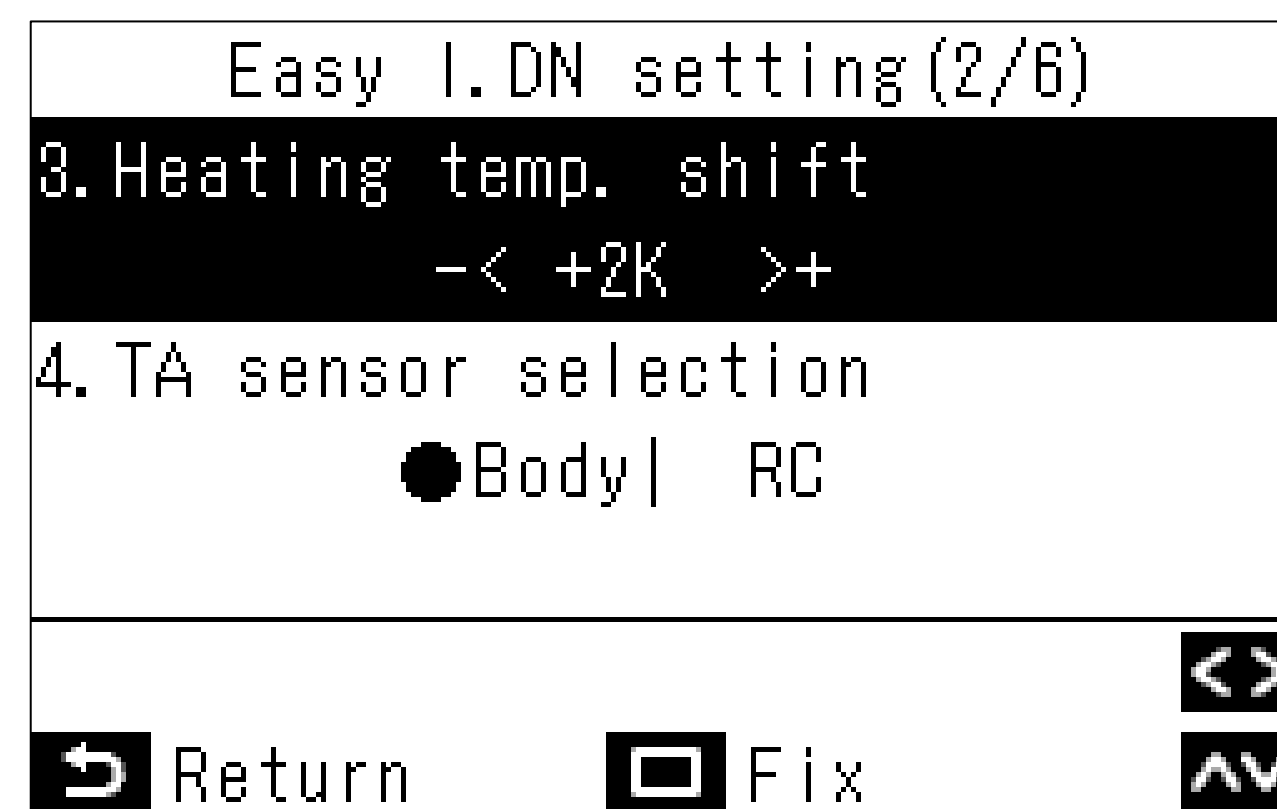 Easy I.DN setting(2/6)
3.Heating temp. shift
-< +2K >+
4.TA sensor selection
●Body| RC
Return Fix